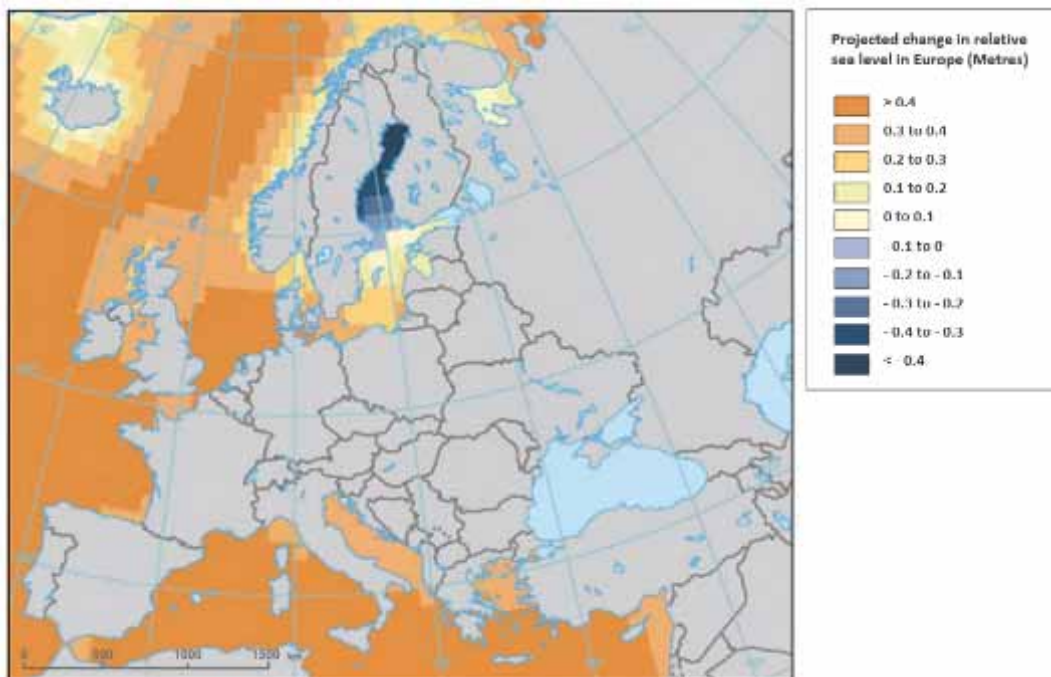 Projected change in relative
sea level in Europe (Metres)
> 0.4
0.3 to 0.4
0.2 to 0.3
0.1 to 0.2
0 to 0.1
- 0.1 to 0
- 0.2 to - 0.1
- 0.3 to - 0.2
-0.4 to - 0.3
< - 0.4
0 500 1000 1500 km